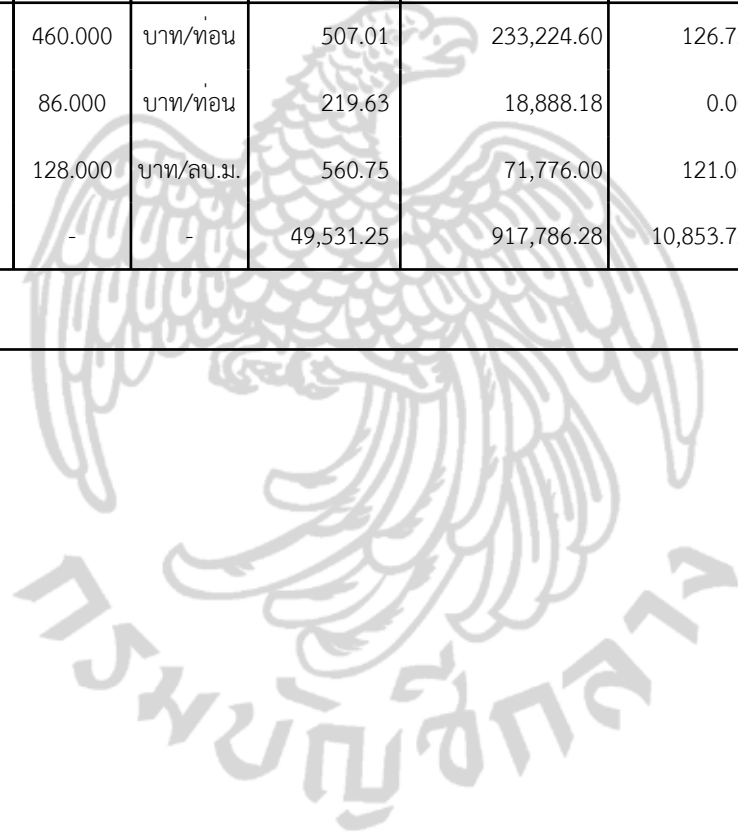 460.000 บาท/ท่อน 507.01 233,224.60 126.7
86.000 บาท/ท่อน 219.63 18,888.18 0.0
128.000 บาท/ลบ.ม. 560.75 71,776.00 121.0
- - 49,531.25 917,786.28 10,853.7
กรมบัญชีกลาง